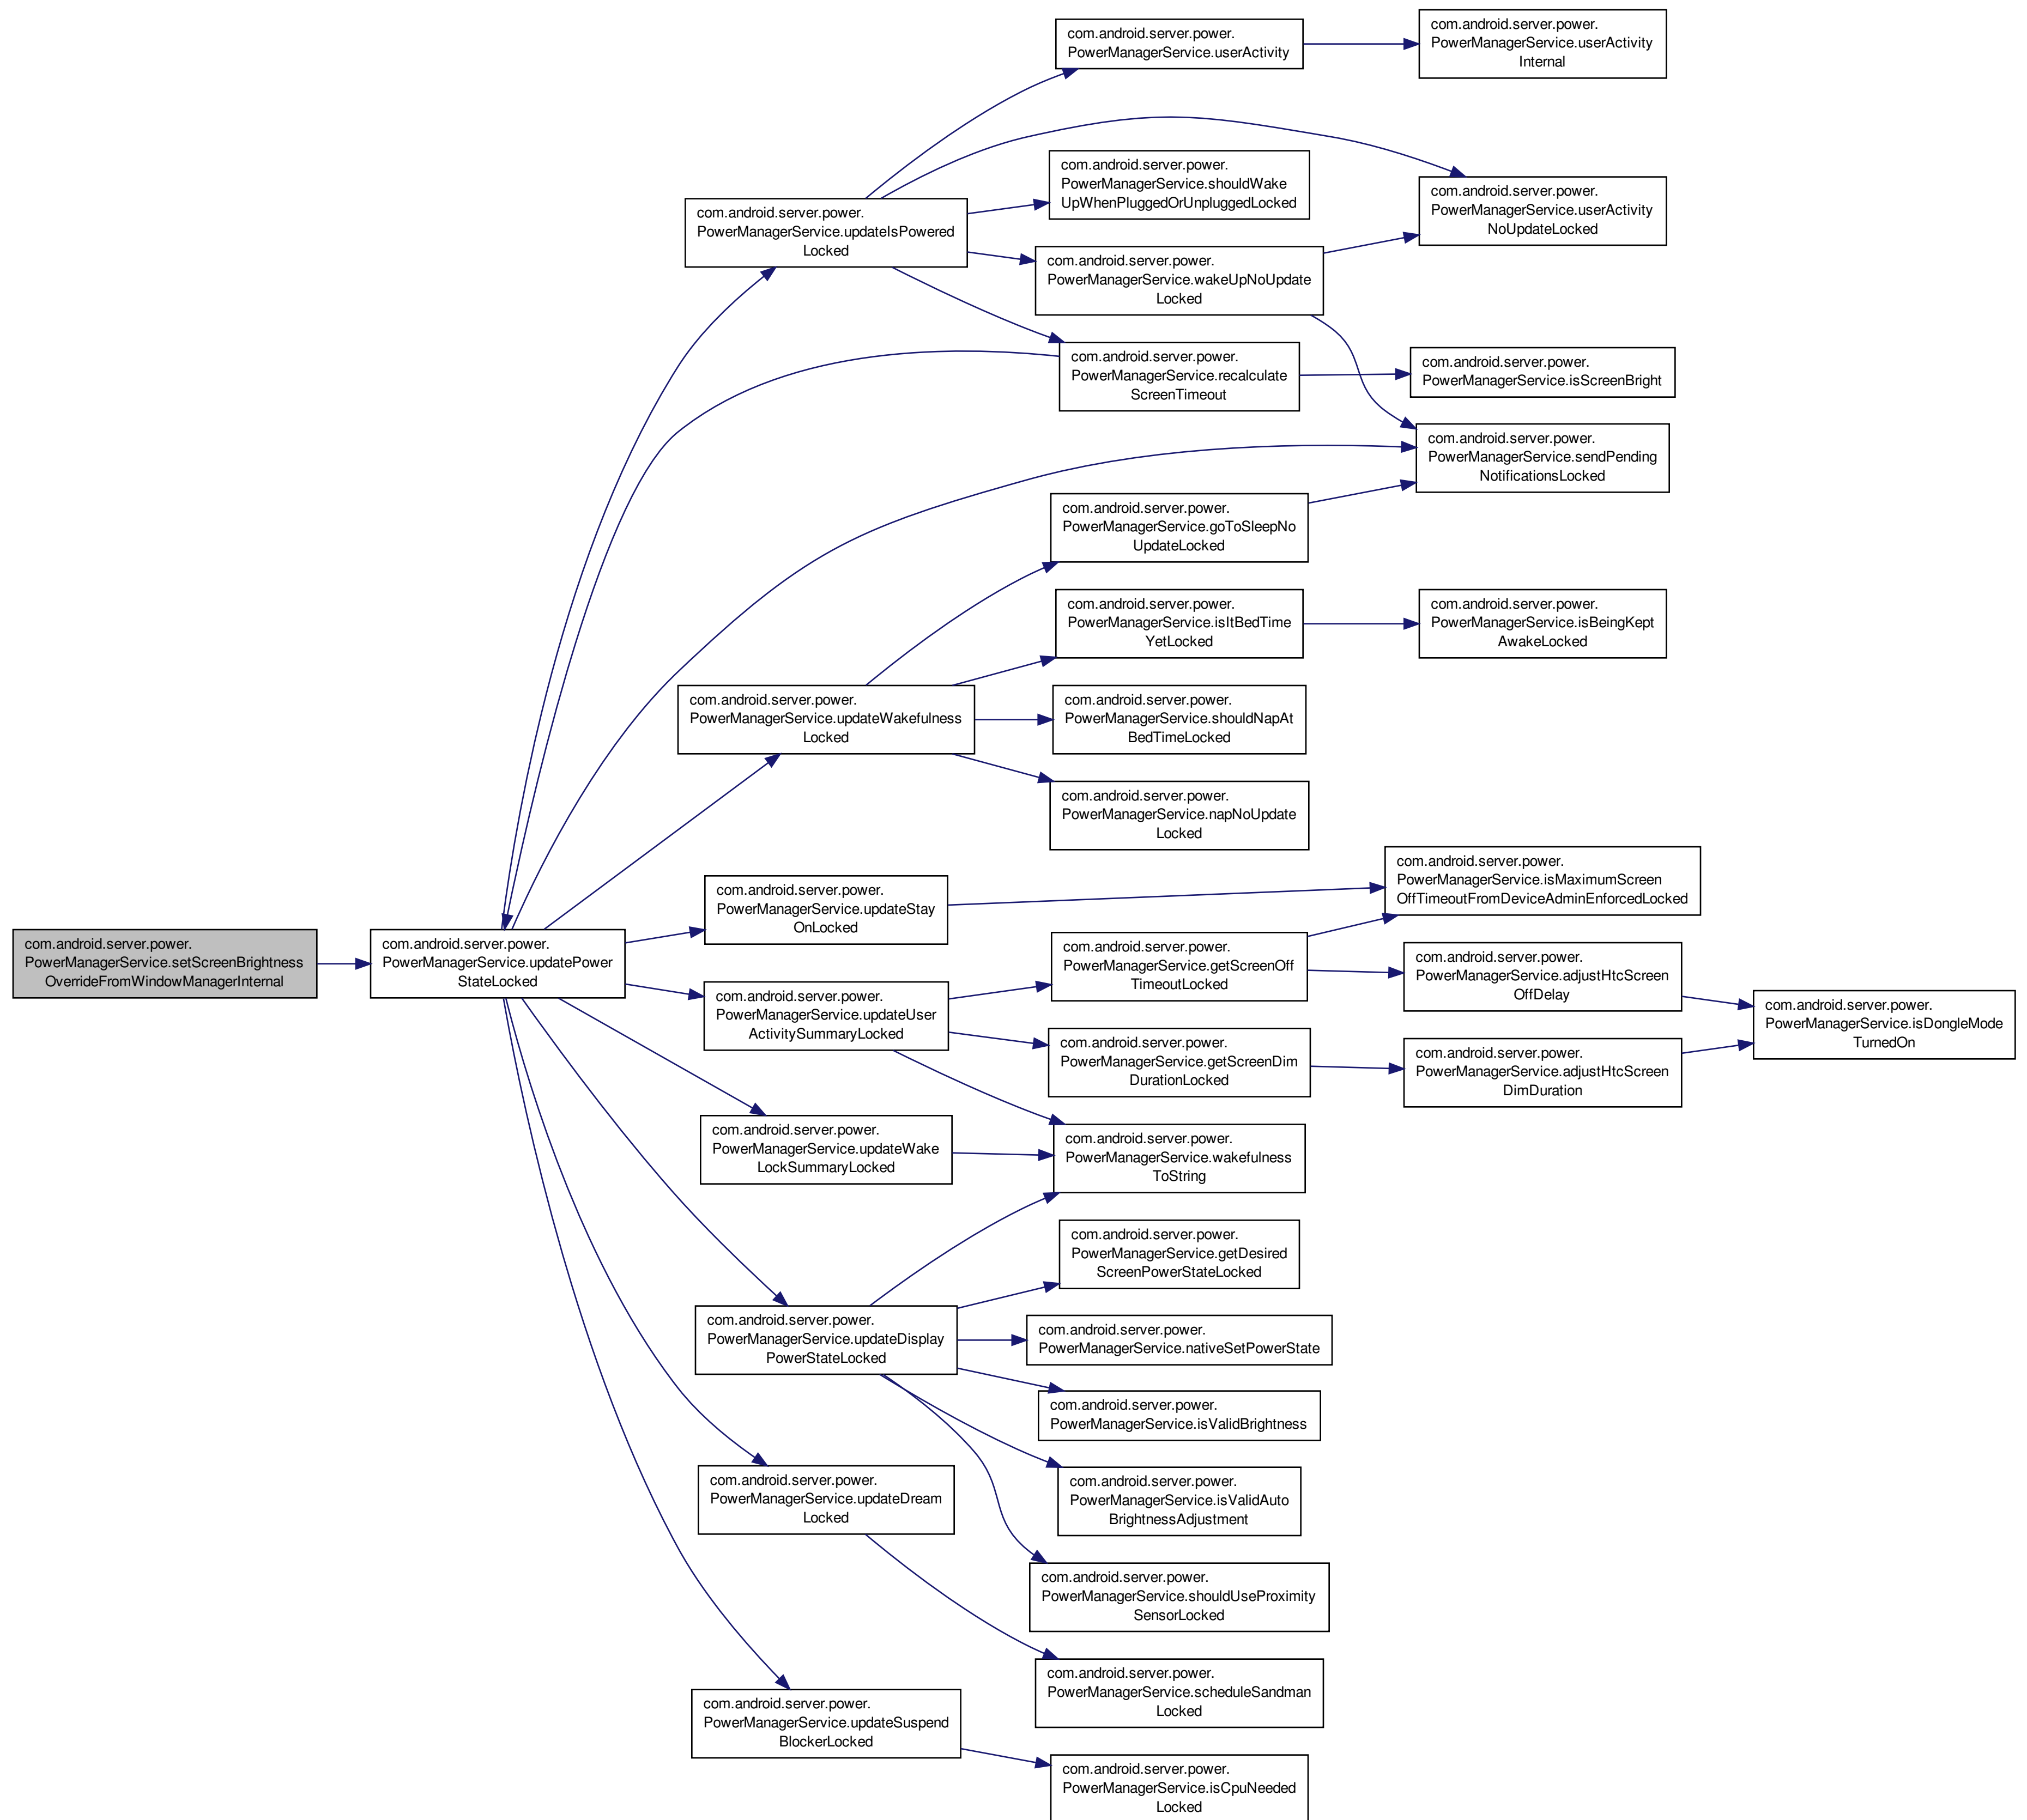 com.android.server.power.
PowerManagerService.userActivity
com.android.server.power.
PowerManagerService.userActivity
Internal
com.android.server.power.
PowerManagerService.shouldWake
UpWhenPluggedOrUnpluggedLocked
com.android.server.power.
PowerManagerService.userActivity
NoUpdateLocked
com.android.server.power.
PowerManagerService.updateIsPowered
Locked
com.android.server.power.
PowerManagerService.wakeUpNoUpdate
Locked
com.android.server.power.
PowerManagerService.recalculate
ScreenTimeout
com.android.server.power.
PowerManagerService.isScreenBright
com.android.server.power.
PowerManagerService.sendPending
NotificationsLocked
com.android.server.power.
PowerManagerService.goToSleepNo
UpdateLocked
com.android.server.power.
PowerManagerService.isItBedTime
YetLocked
com.android.server.power.
PowerManagerService.isBeingKept
AwakeLocked
com.android.server.power.
PowerManagerService.updateWakefulness
Locked
com.android.server.power.
PowerManagerService.shouldNapAt
BedTimeLocked
com.android.server.power.
PowerManagerService.napNoUpdate
Locked
com.android.server.power.
PowerManagerService.isMaximumScreen
OffTimeoutFromDeviceAdminEnforcedLocked
com.android.server.power.
PowerManagerService.updateStay
OnLocked
com.android.server.power.
PowerManagerService.setScreenBrightness
OverrideFromWindowManagerInternal
com.android.server.power.
PowerManagerService.updatePower
StateLocked
com.android.server.power.
PowerManagerService.getScreenOff
TimeoutLocked
com.android.server.power.
PowerManagerService.adjustHtcScreen
OffDelay
com.android.server.power.
PowerManagerService.updateUser
ActivitySummaryLocked
com.android.server.power.
PowerManagerService.isDongleMode
TurnedOn
com.android.server.power.
PowerManagerService.getScreenDim
DurationLocked
com.android.server.power.
PowerManagerService.adjustHtcScreen
DimDuration
com.android.server.power.
PowerManagerService.updateWake
LockSummaryLocked
com.android.server.power.
PowerManagerService.wakefulness
ToString
com.android.server.power.
PowerManagerService.getDesired
ScreenPowerStateLocked
com.android.server.power.
PowerManagerService.updateDisplay
PowerStateLocked
com.android.server.power.
PowerManagerService.nativeSetPowerState
com.android.server.power.
PowerManagerService.isValidBrightness
com.android.server.power.
PowerManagerService.updateDream
Locked
com.android.server.power.
PowerManagerService.isValidAuto
BrightnessAdjustment
com.android.server.power.
PowerManagerService.shouldUseProximity
SensorLocked
com.android.server.power.
PowerManagerService.scheduleSandman
Locked
com.android.server.power.
PowerManagerService.updateSuspend
BlockerLocked
com.android.server.power.
PowerManagerService.isCpuNeeded
Locked